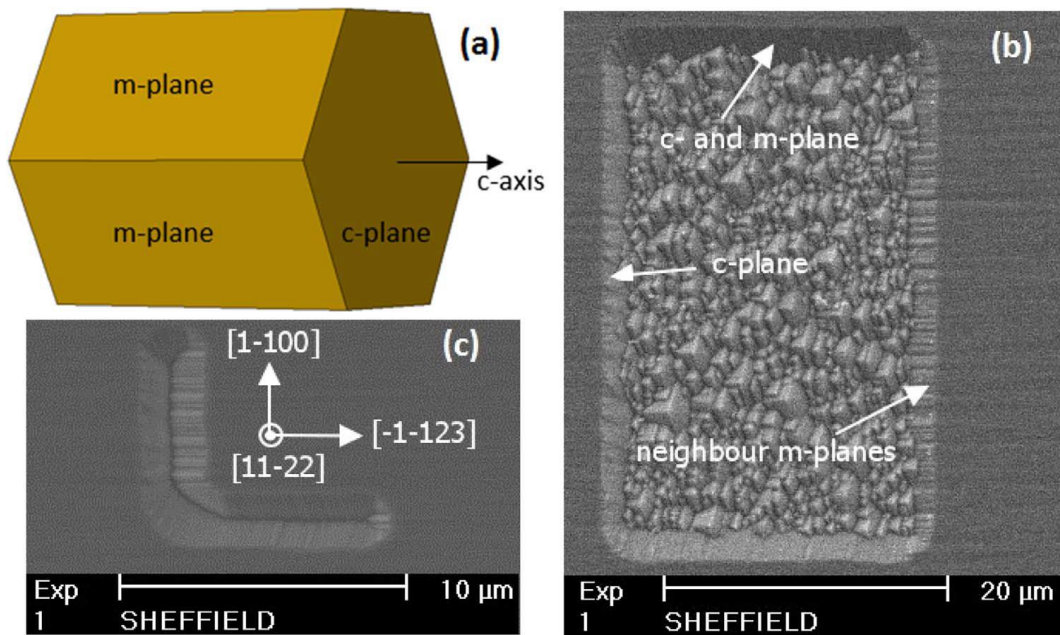 (a)
m-plane
m-plane
c-plane
c-axis
(b)
c- and m-plane
c-plane
neighbour m-planes
Exp
1
20 µm
SHEFFIELD
(c)
[1-100]
[-1-123]
[11-22]
Exp
1
10 µm
SHEFFIELD